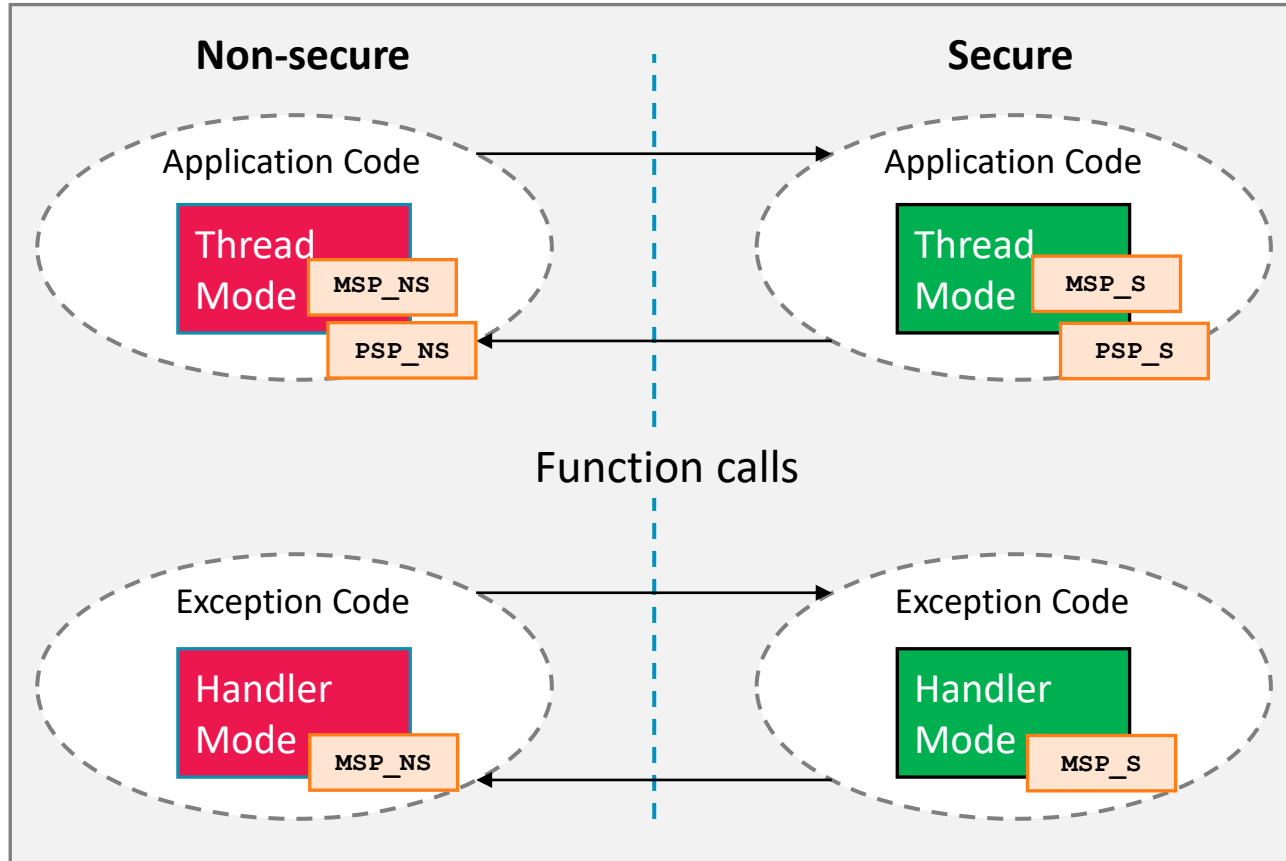 Non-secure
Secure
Application Code
Thread
Mode
MSP_NS
PSP_NS
Application Code
Thread
Mode
MSP_S
PSP_S
Function calls
Exception Code
Handler
Mode
MSP_NS
Exception Code
Handler
Mode
MSP_S